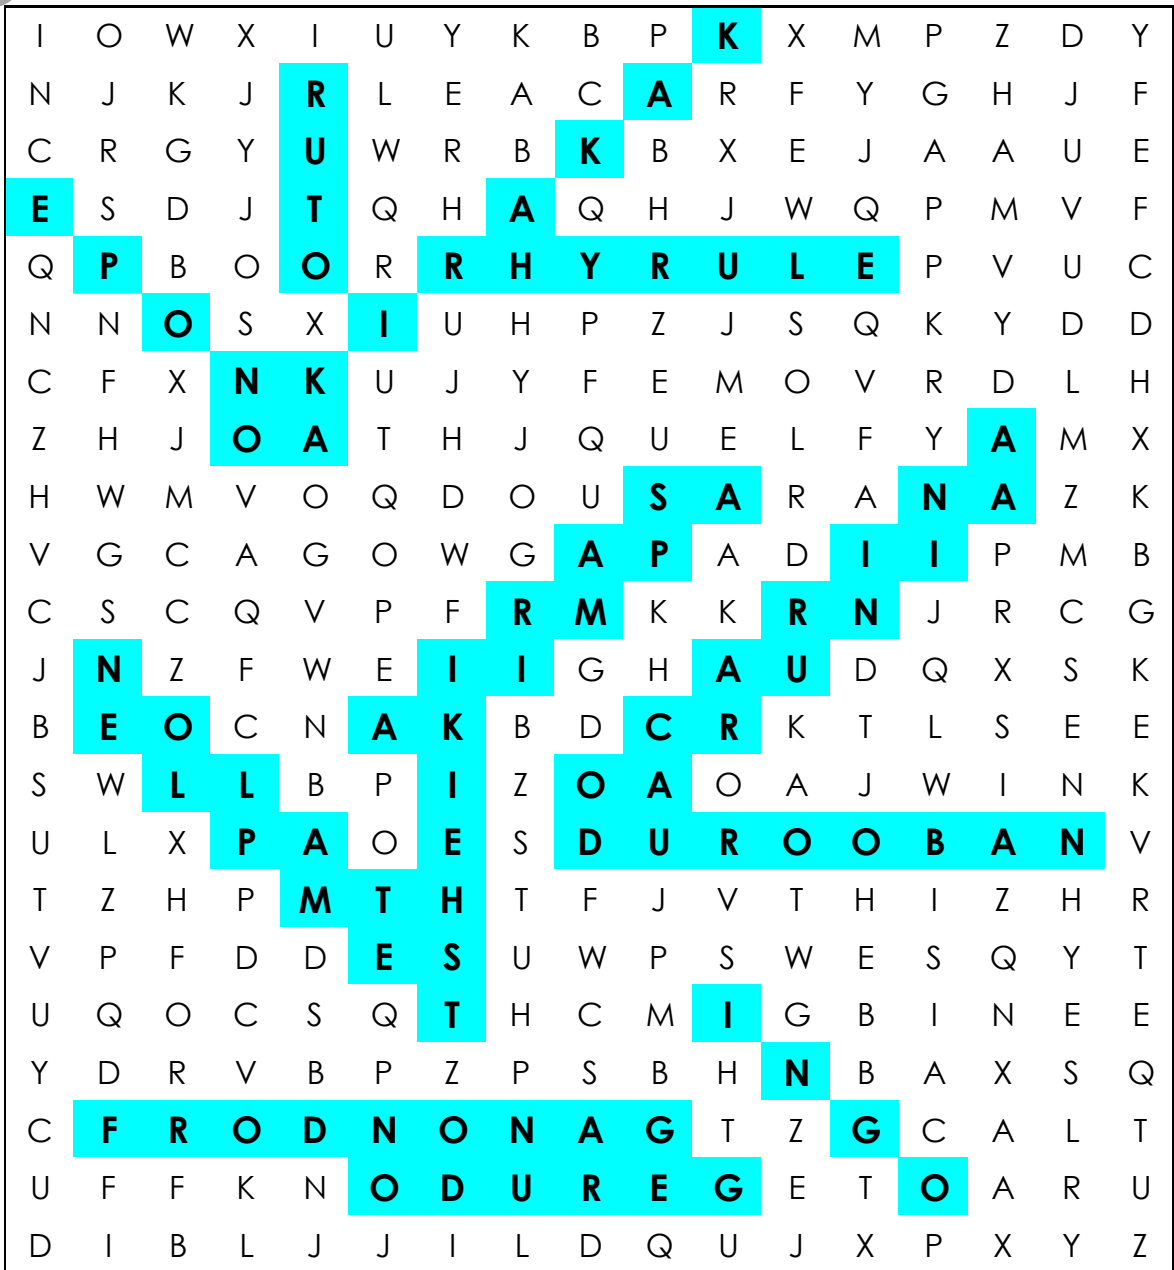 I O W X I U Y K B P K X M P Z D Y
N J K J R L E A C A R F Y G H J F
C R G Y U W R B K B X E J A A U E
E S D J T Q H A Q H J W Q P M V F
Q P B O O R R H Y R U L E P V U C
N N O S X I U H P Z J S Q K Y D D
C F X N K U J Y F E M O V R D L H
Z H J O A T H J Q U E L F Y A M X
H W M V O Q D O U S A R A N A Z K
V G C A G O W G A P A D I I P M B
C S C Q V P F R M K K R N J R C G
J N Z F W E I I G H A U D Q X S K
B E O C N A K B D C R K T L S E E
S W L L B P I Z O A O A J W I N K
U L X P A O E S D U R O O B A N V
T Z H P M T H T F J V T H I Z H R
V P F D D E S U W P S W E S Q Y T
U Q O C S Q T H C M I G B I N E E
Y D R V B P Z P S B H N B A X S Q
C F R O D N O N A G T Z G C A L T
U F F K N O D U R E G E T O A R U
D I B L J J I L D Q U J X P X Y Z